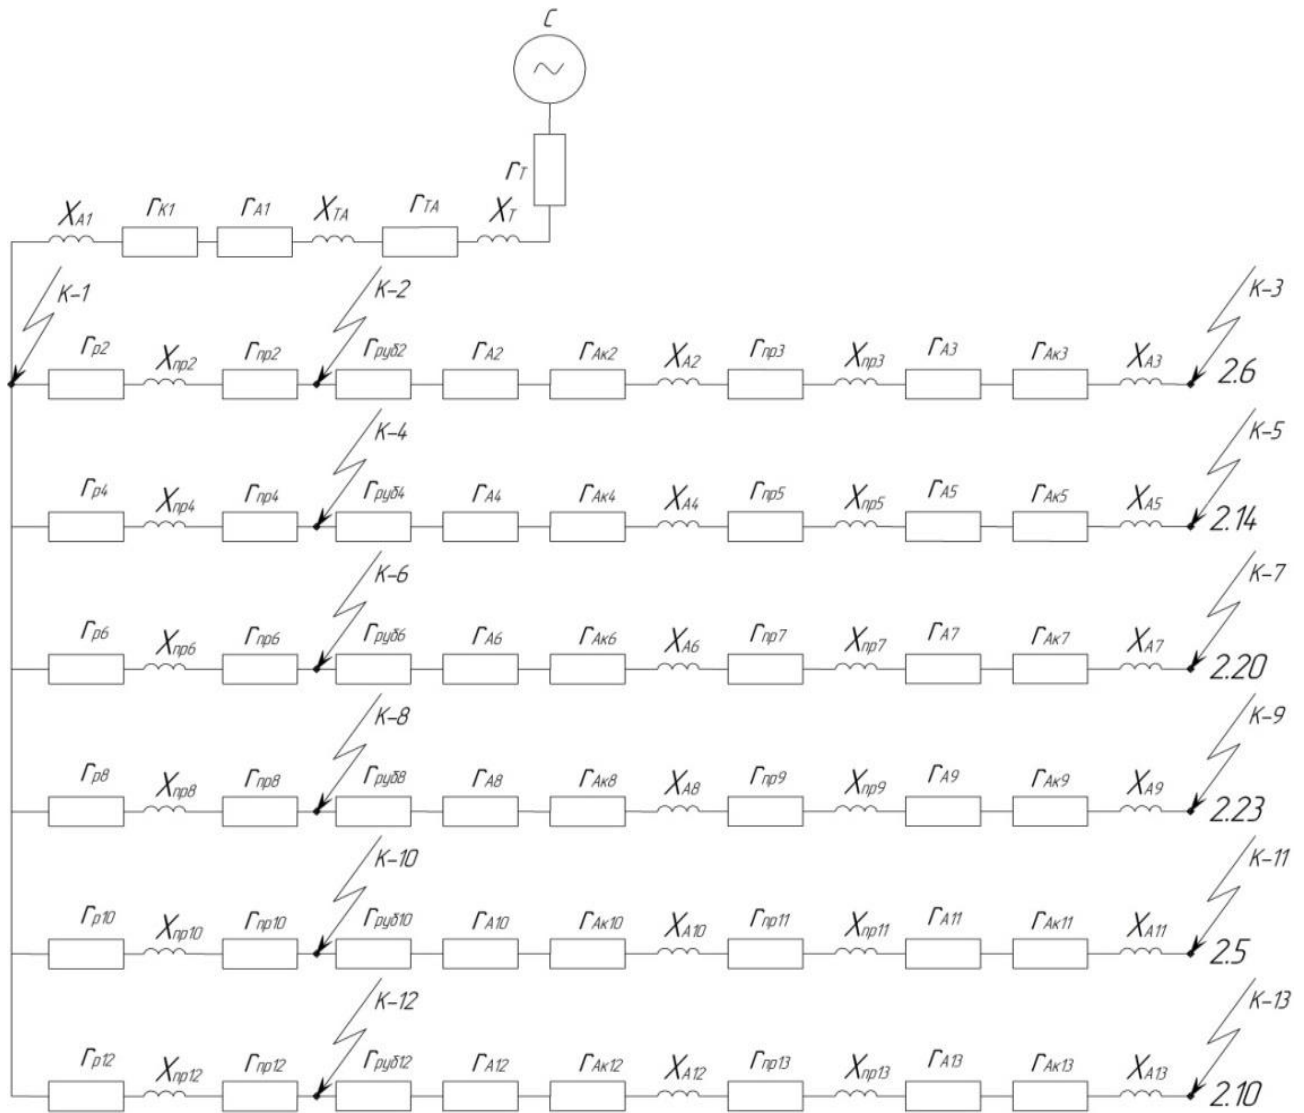 C
rТ
XА1 rК1 rА1 XТА rТА XТ
К-1 К-2 К-3
rр2 Xпр2 rпр2 rруб2 rА2 rАк2 XА2 rпр3 Xпр3 rА3 rАк3 XА3 2.6
К-4 К-5
rр4 Xпр4 rпр4 rруб4 rА4 rАк4 XА4 rпр5 Xпр5 rА5 rАк5 XА5 2.14
К-6 К-7
rр6 Xпр6 rпр6 rруб6 rА6 rАк6 XА6 rпр7 Xпр7 rА7 rАк7 XА7 2.20
К-8 К-9
rр8 Xпр8 rпр8 rруб8 rА8 rАк8 XА8 rпр9 Xпр9 rА9 rАк9 XА9 2.23
К-10 К-11
rр10 Xпр10 rпр10 rруб10 rА10 rАк10 XА10 rпр11 Xпр11 rА11 rАк11 XА11 2.5
К-12 К-13
rр12 Xпр12 rпр12 rруб12 rА12 rАк12 XА12 rпр13 Xпр13 rА13 rАк13 XА13 2.10